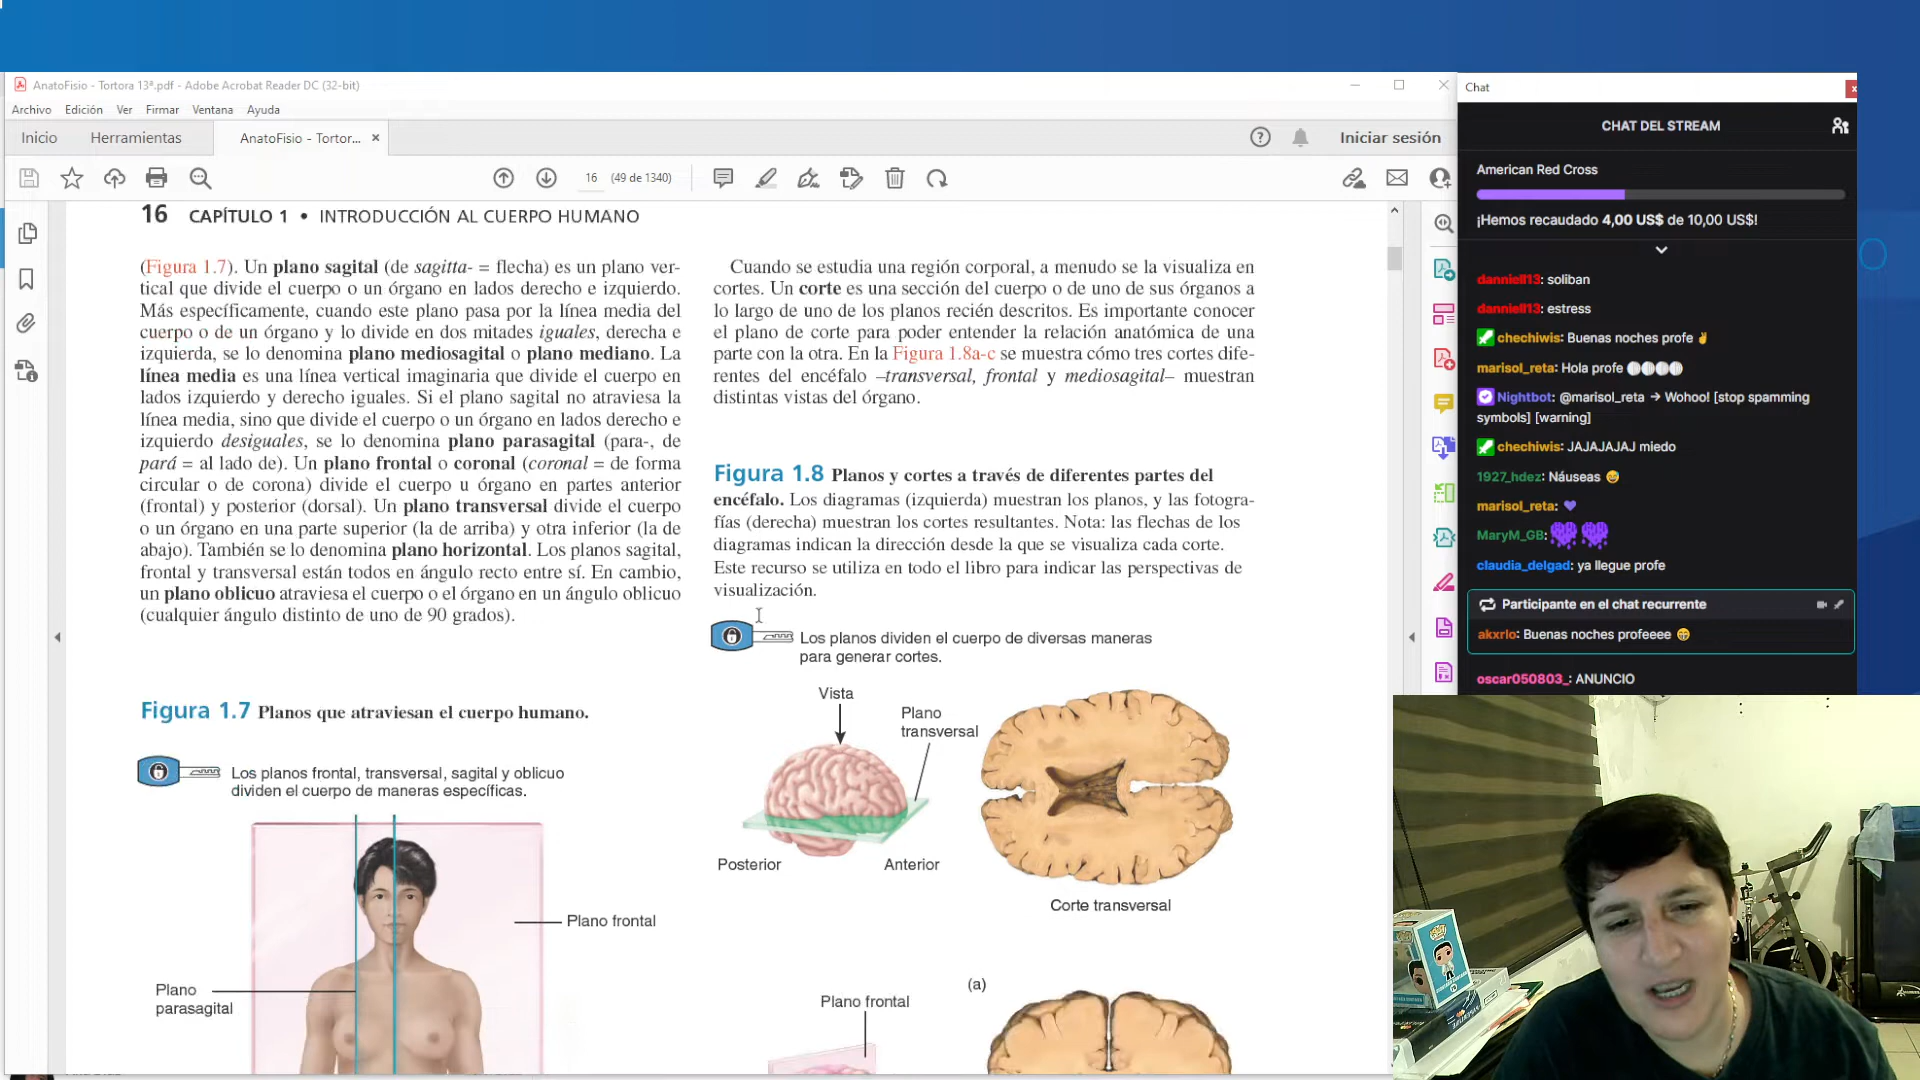 AnatoFisio - Tortora 13ª.pdf - Adobe Acrobat Reader DC (32-bit)
Archivo Edición Ver Firmar Ventana Ayuda
Inicio Herramientas AnatoFisio - Tortor... × Iniciar sesión
16 (49 de 1340)
16 CAPÍTULO 1 • INTRODUCCIÓN AL CUERPO HUMANO
(Figura 1.7). Un plano sagital (de sagitta- = flecha) es un plano ver-
tical que divide el cuerpo o un órgano en lados derecho e izquierdo.
Más específicamente, cuando este plano pasa por la línea media del
cuerpo o de un órgano y lo divide en dos mitades iguales, derecha e
izquierda, se lo denomina plano mediosagital o plano mediano. La
línea media es una línea vertical imaginaria que divide el cuerpo en
lados izquierdo y derecho iguales. Si el plano sagital no atraviesa la
línea media, sino que divide el cuerpo o un órgano en lados derecho e
izquierdo desiguales, se lo denomina plano parasagital (para-, de
pará = al lado de). Un plano frontal o coronal (coronal = de forma
circular o de corona) divide el cuerpo u órgano en partes anterior
(frontal) y posterior (dorsal). Un plano transversal divide el cuerpo
o un órgano en una parte superior (la de arriba) y otra inferior (la de
abajo). También se lo denomina plano horizontal. Los planos sagital,
frontal y transversal están todos en ángulo recto entre sí. En cambio,
un plano oblicuo atraviesa el cuerpo o el órgano en un ángulo oblicuo
(cualquier ángulo distinto de uno de 90 grados).
Figura 1.7 Planos que atraviesan el cuerpo humano.
Los planos frontal, transversal, sagital y oblicuo
dividen el cuerpo de maneras específicas.
Plano frontal
Plano
parasagital
Cuando se estudia una región corporal, a menudo se la visualiza en
cortes. Un corte es una sección del cuerpo o de uno de sus órganos a
lo largo de uno de los planos recién descritos. Es importante conocer
el plano de corte para poder entender la relación anatómica de una
parte con la otra. En la Figura 1.8a-c se muestra cómo tres cortes dife-
rentes del encéfalo –transversal, frontal y mediosagital– muestran
distintas vistas del órgano.
Figura 1.8 Planos y cortes a través de diferentes partes del
encéfalo. Los diagramas (izquierda) muestran los planos, y las fotogra-
fías (derecha) muestran los cortes resultantes. Nota: las flechas de los
diagramas indican la dirección desde la que se visualiza cada corte.
Este recurso se utiliza en todo el libro para indicar las perspectivas de
visualización.
Los planos dividen el cuerpo de diversas maneras
para generar cortes.
Vista
Plano
transversal
Posterior
Anterior
Corte transversal
(a)
Plano frontal
Chat
CHAT DEL STREAM
American Red Cross
¡Hemos recaudado 4,00 US$ de 10,00 US$!
danniell13: soliban
danniell13: estress
chechiwis: Buenas noches profe ✌
marisol_reta: Hola profe
Nightbot: @marisol_reta → Wohoo! [stop spamming
symbols] [warning]
chechiwis: JAJAJAJAJ miedo
1927_hdez: Náuseas 😅
marisol_reta: 💜
MaryM_GB:
claudia_delgad: ya llegue profe
Participante en el chat recurrente
akxrlo: Buenas noches profeeee 😁
oscar050803_: ANUNCIO